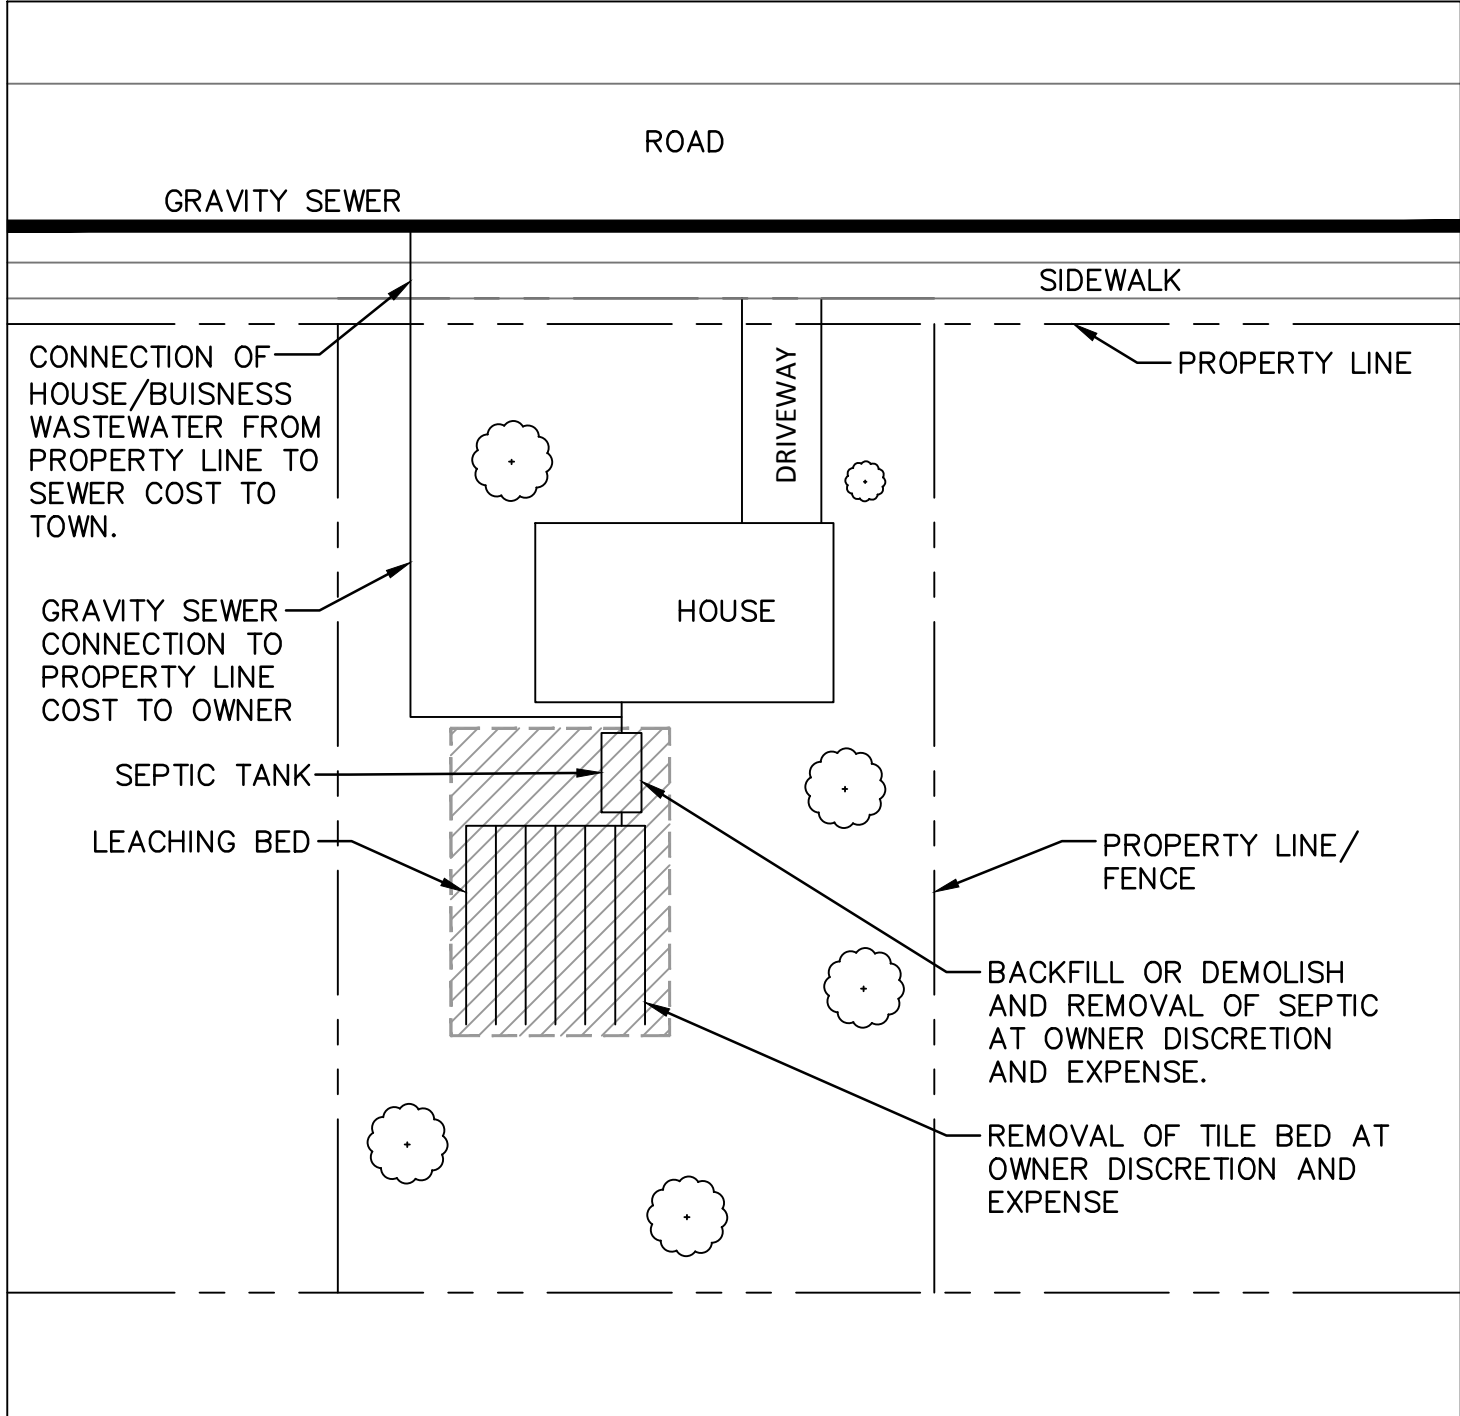 ROAD
GRAVITY SEWER
SIDEWALK
CONNECTION OF
HOUSE/BUISNESS
WASTEWATER FROM
PROPERTY LINE TO
SEWER COST TO
TOWN.
PROPERTY LINE
DRIVEWAY
GRAVITY SEWER
CONNECTION TO
PROPERTY LINE
COST TO OWNER
HOUSE
SEPTIC TANK
LEACHING BED
PROPERTY LINE/
FENCE
BACKFILL OR DEMOLISH
AND REMOVAL OF SEPTIC
AT OWNER DISCRETION
AND EXPENSE.
REMOVAL OF TILE BED AT
OWNER DISCRETION AND
EXPENSE